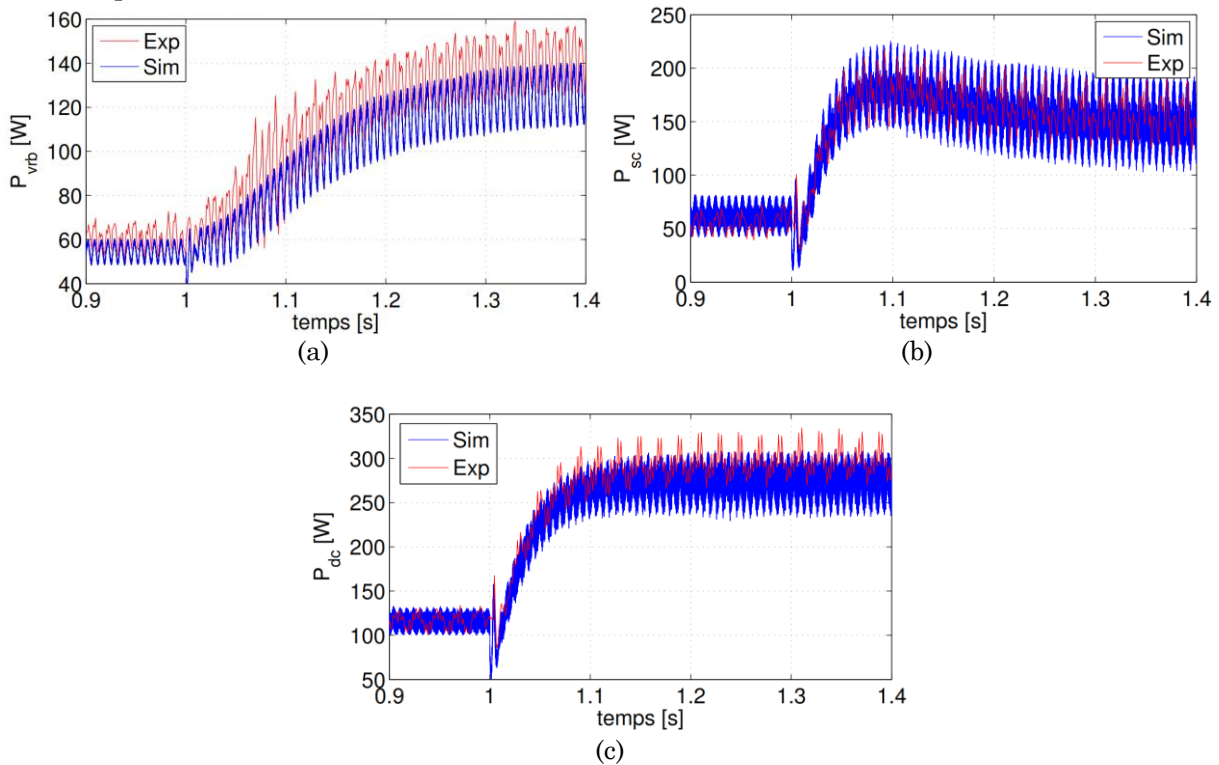 160
140
120
100
80
60
40
P_vrb [W]
Exp
Sim
0.9 1 1.1 1.2 1.3 1.4
temps [s]
(a)
250
200
150
100
50
0
P_sc [W]
Sim
Exp
0.9 1 1.1 1.2 1.3 1.4
temps [s]
(b)
350
300
250
200
150
100
50
P_dc [W]
Sim
Exp
0.9 1 1.1 1.2 1.3 1.4
temps [s]
(c)